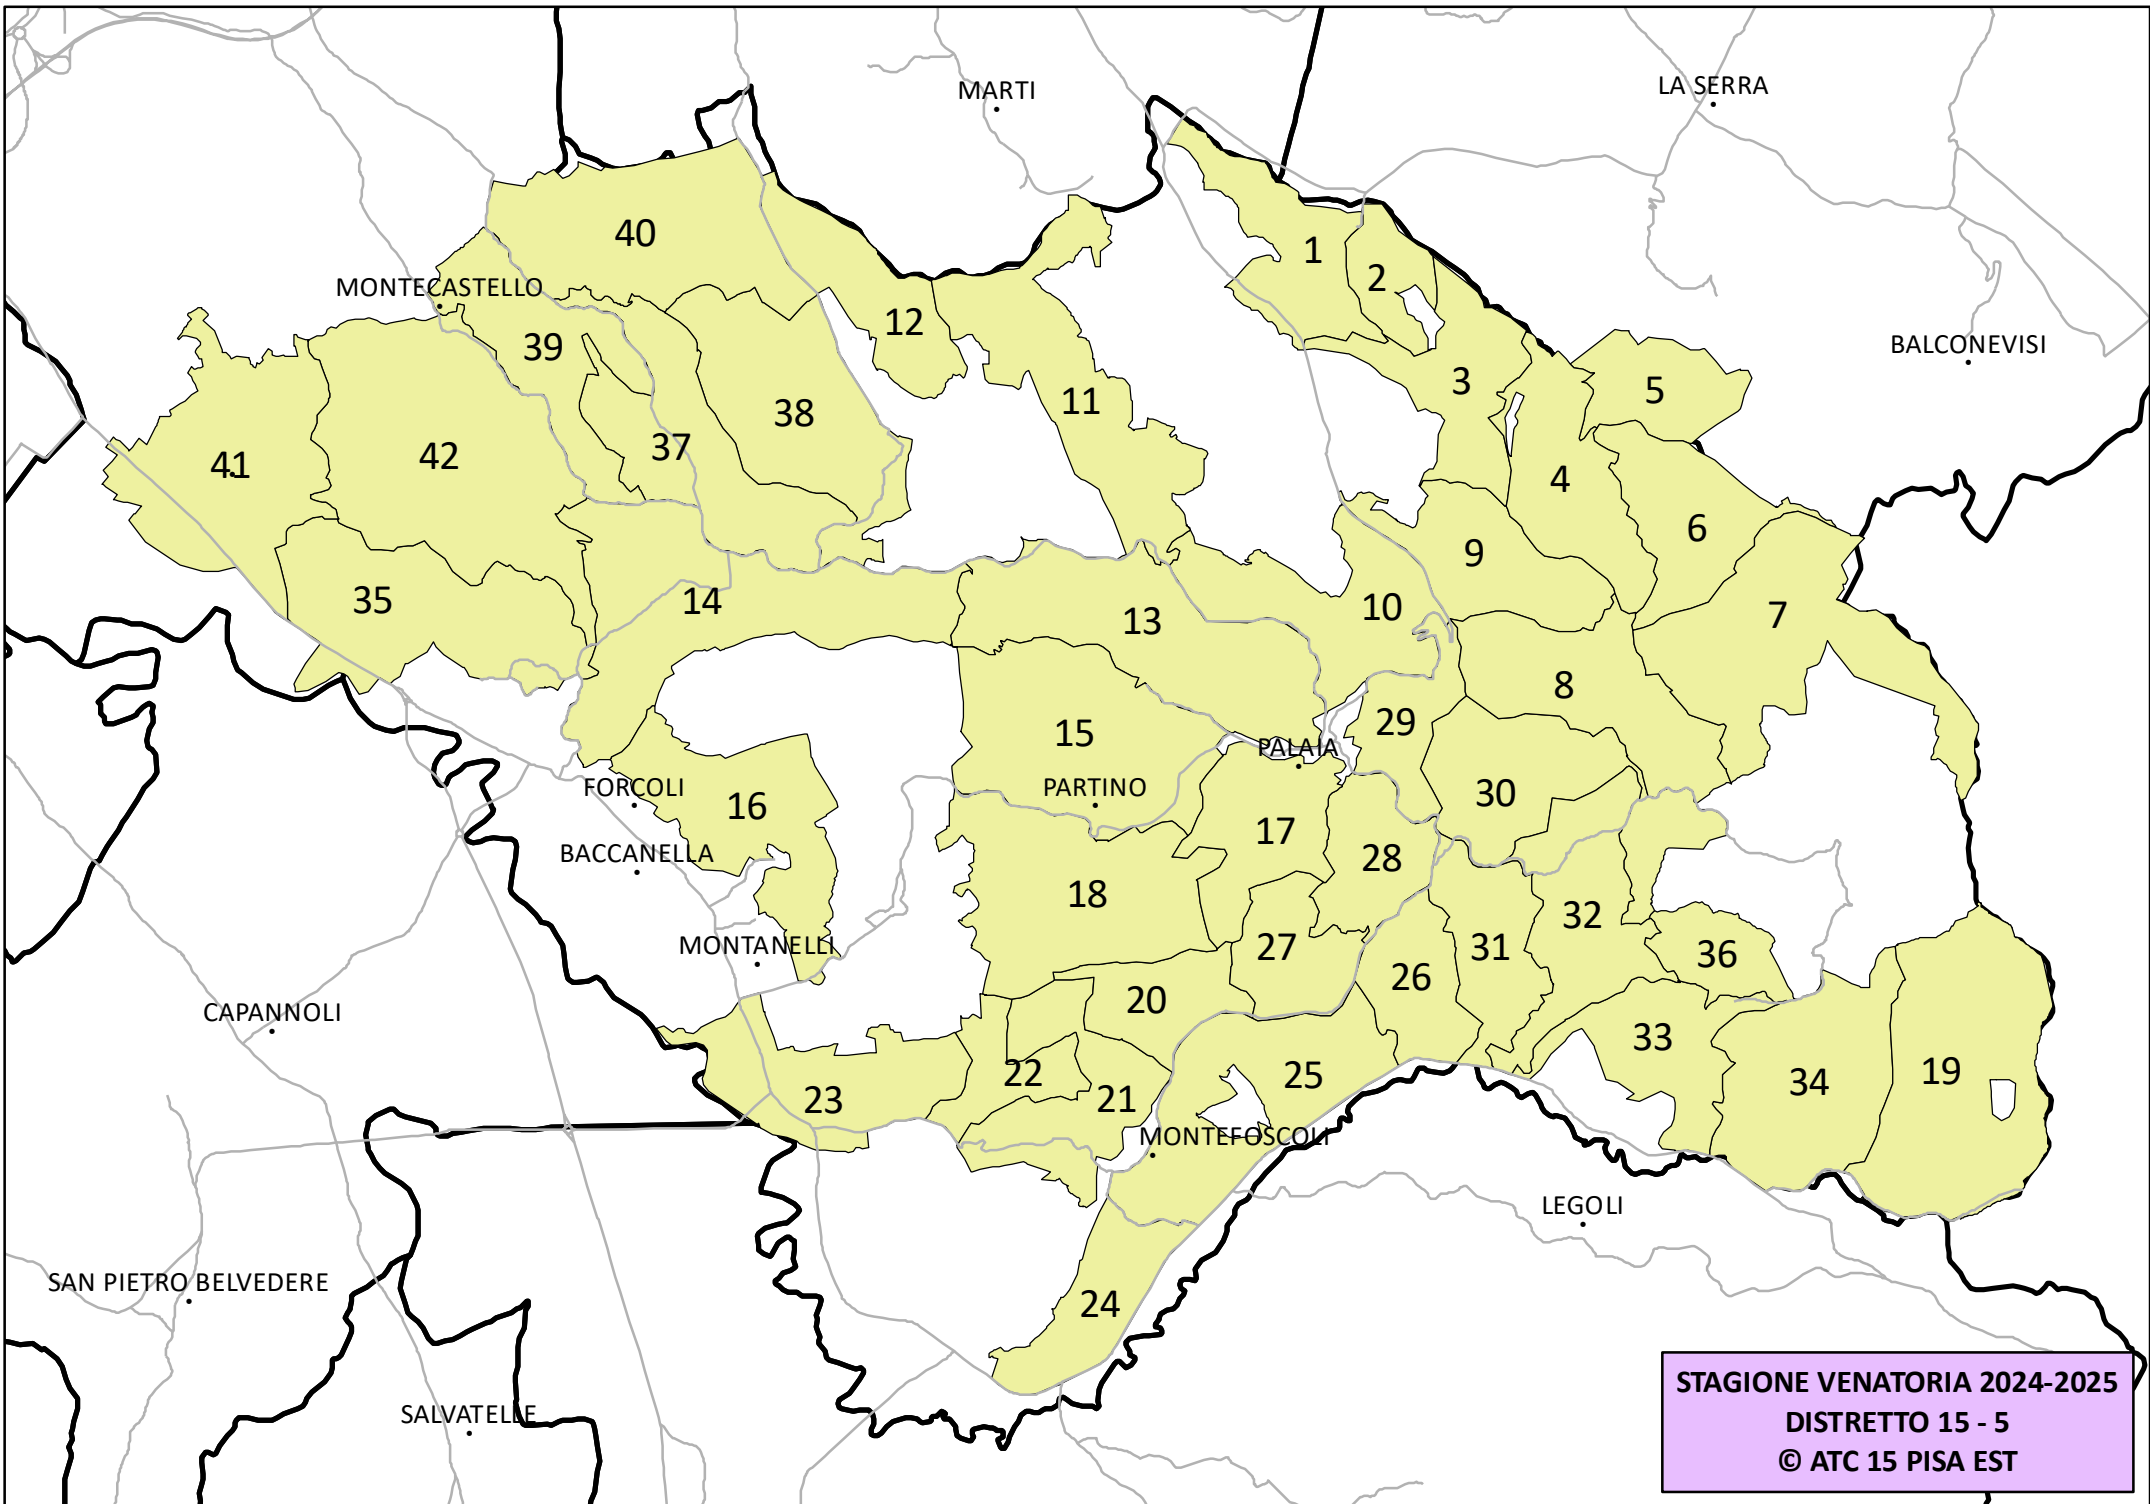 MARTI
LA SERRA
40
1
2
MONTECASTELLO
12
39
BALCONEVISI
3
5
11
38
37
42
41
4
6
9
35
14
10
13
7
8
29
15
PALAIA
FORCOLI
PARTINO
30
16
17
BACCANELLA
28
18
32
MONTANELLI
27
31
36
26
20
CAPANNOLI
33
22
25
19
34
23
21
MONTEFOSCOLI
LEGOLI
SAN PIETRO BELVEDERE
24
SALVATELLE
STAGIONE VENATORIA 2024-2025
DISTRETTO 15 - 5
© ATC 15 PISA EST